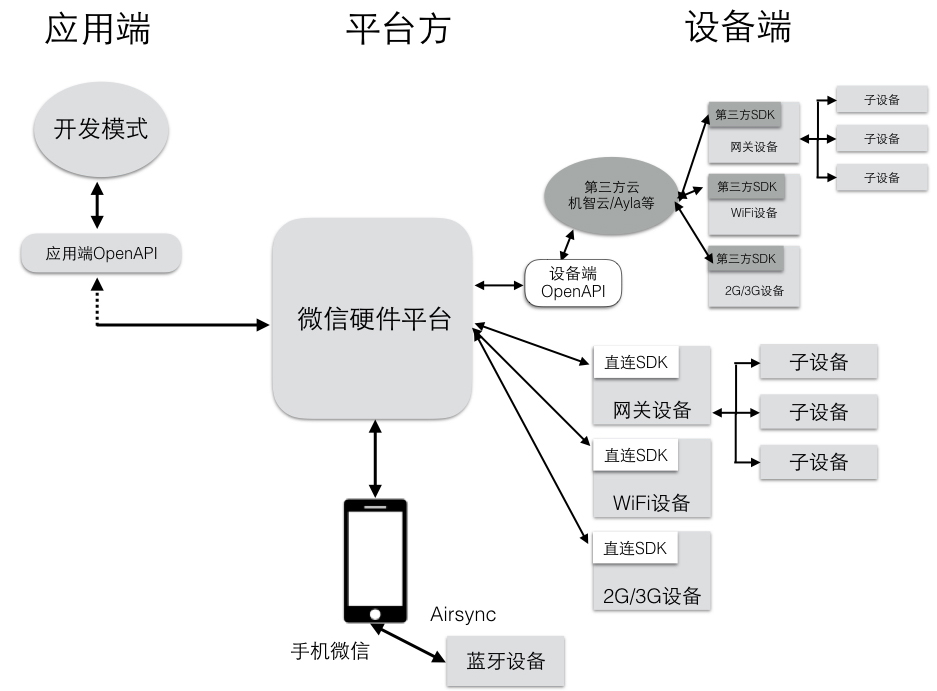 应用端
平台方
设备端
开发模式
应用端OpenAPI
微信硬件平台
第三方云
机智云/Ayla等
设备端
OpenAPI
第三方SDK
网关设备
子设备
子设备
子设备
第三方SDK
WiFi设备
第三方SDK
2G/3G设备
直连SDK
网关设备
子设备
子设备
子设备
直连SDK
WiFi设备
直连SDK
2G/3G设备
Airsync
手机微信
蓝牙设备